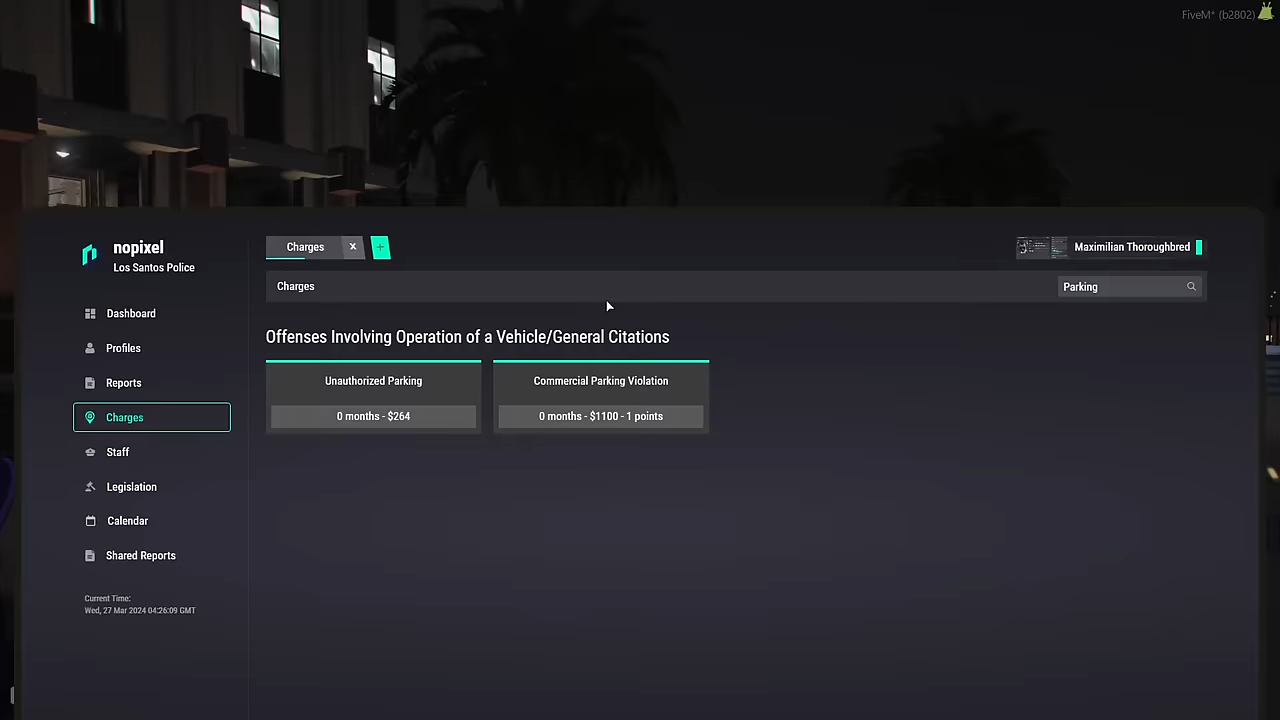 FiveM* (b2802)
nopixel
Los Santos Police
Dashboard
Profiles
Reports
Charges
Staff
Legislation
Calendar
Shared Reports
Current Time:
Wed, 27 Mar 2024 04:26:09 GMT
Charges
x
+
Maximilian Thoroughbred
Charges
Parking
Offenses Involving Operation of a Vehicle/General Citations
Unauthorized Parking
0 months - $264
Commercial Parking Violation
0 months - $1100 - 1 points